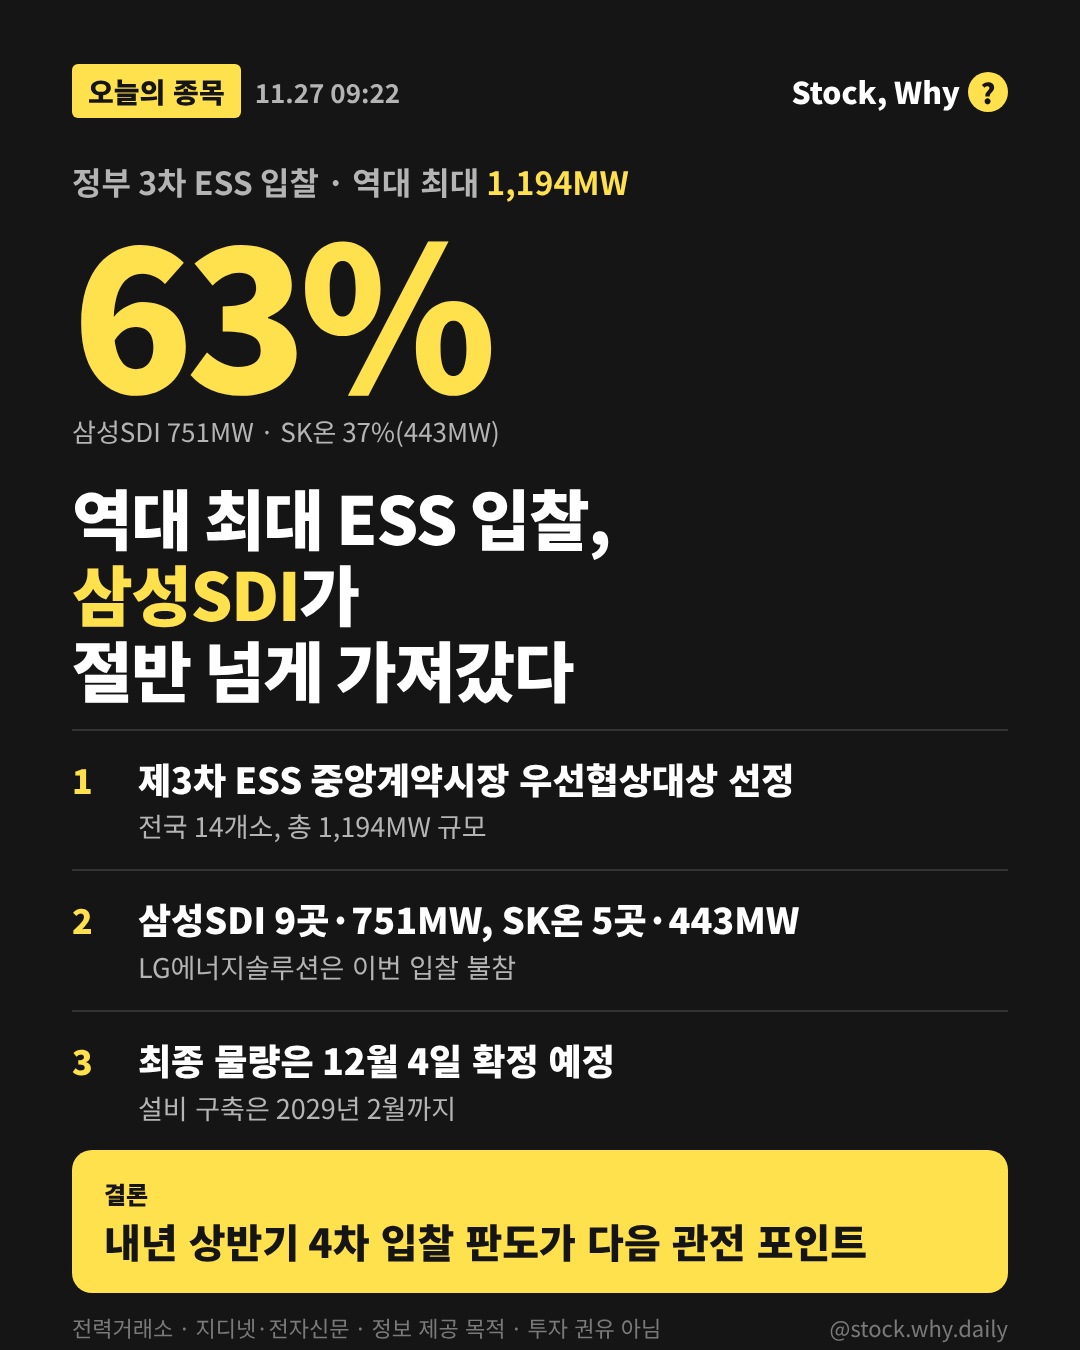 오늘의 종목 11.27 09:22 Stock, Why ?
정부 3차 ESS 입찰 · 역대 최대 1,194MW
63%
삼성SDI 751MW · SK온 37%(443MW)
역대 최대 ESS 입찰,
삼성SDI가
절반 넘게 가져갔다
1 제3차 ESS 중앙계약시장 우선협상대상 선정
전국 14개소, 총 1,194MW 규모
2 삼성SDI 9곳·751MW, SK온 5곳·443MW
LG에너지솔루션은 이번 입찰 불참
3 최종 물량은 12월 4일 확정 예정
설비 구축은 2029년 2월까지
결론
내년 상반기 4차 입찰 판도가 다음 관전 포인트
전력거래소 · 지디넷·전자신문 · 정보 제공 목적 · 투자 권유 아님 @stock.why.daily